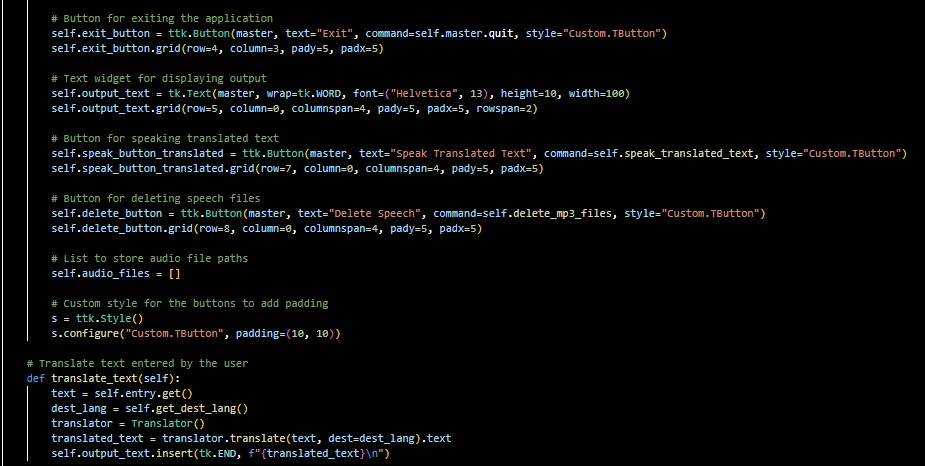 # Button for exiting the application
self.exit_button = ttk.Button(master, text="Exit", command=self.master.quit, style="Custom.TButton")
self.exit_button.grid(row=4, column=3, pady=5, padx=5)
# Text widget for displaying output
self.output_text = tk.Text(master, wrap=tk.WORD, font=("Helvetica", 13), height=10, width=100)
self.output_text.grid(row=5, column=0, columnspan=4, pady=5, padx=5, rowspan=2)
# Button for speaking translated text
self.speak_button_translated = ttk.Button(master, text="Speak Translated Text", command=self.speak_translated_text, style="Custom.TButton")
self.speak_button_translated.grid(row=7, column=0, columnspan=4, pady=5, padx=5)
# Button for deleting speech files
self.delete_button = ttk.Button(master, text="Delete Speech", command=self.delete_mp3_files, style="Custom.TButton")
self.delete_button.grid(row=8, column=0, columnspan=4, pady=5, padx=5)
# List to store audio file paths
self.audio_files = []
# Custom style for the buttons to add padding
s = ttk.Style()
s.configure("Custom.TButton", padding=(10, 10))
# Translate text entered by the user
def translate_text(self):
text = self.entry.get()
dest_lang = self.get_dest_lang()
translator = Translator()
translated_text = translator.translate(text, dest=dest_lang).text
self.output_text.insert(tk.END, f"{translated_text}\n")